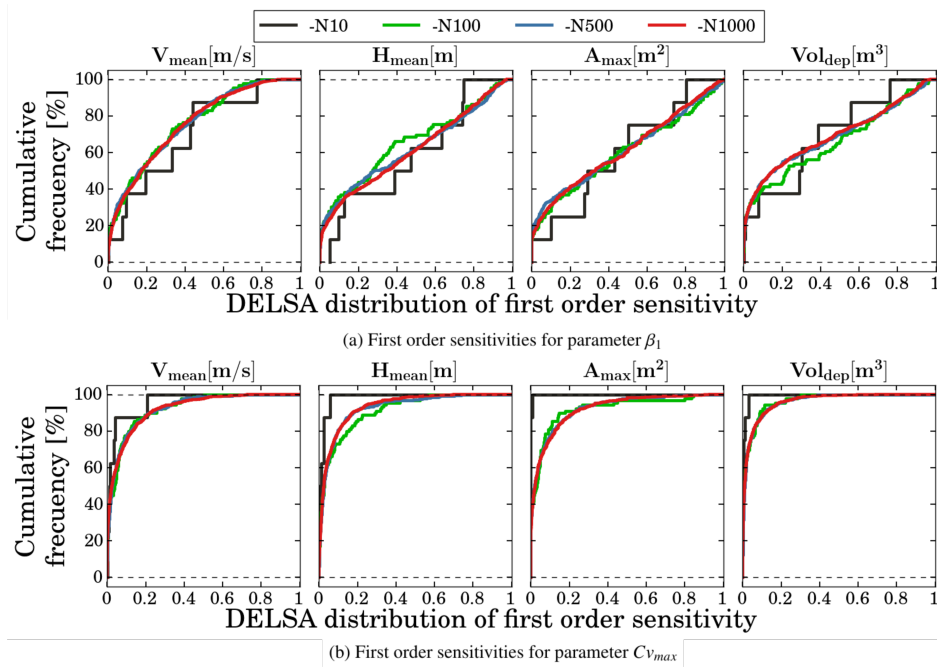 -N10 -N100 -N500 -N1000
V_mean[m/s] H_mean[m] A_max[m²] Vol_dep[m³]
Cumulative
frecuency [%]
100
80
60
40
20
0
0 0.2 0.4 0.6 0.8 1 0 0.2 0.4 0.6 0.8 1 0 0.2 0.4 0.6 0.8 1 0 0.2 0.4 0.6 0.8 1
DELSA distribution of first order sensitivity
(a) First order sensitivities for parameter β₁
V_mean[m/s] H_mean[m] A_max[m²] Vol_dep[m³]
Cumulative
frecuency [%]
100
80
60
40
20
0
0 0.2 0.4 0.6 0.8 1 0 0.2 0.4 0.6 0.8 1 0 0.2 0.4 0.6 0.8 1 0 0.2 0.4 0.6 0.8 1
DELSA distribution of first order sensitivity
(b) First order sensitivities for parameter Cv_max